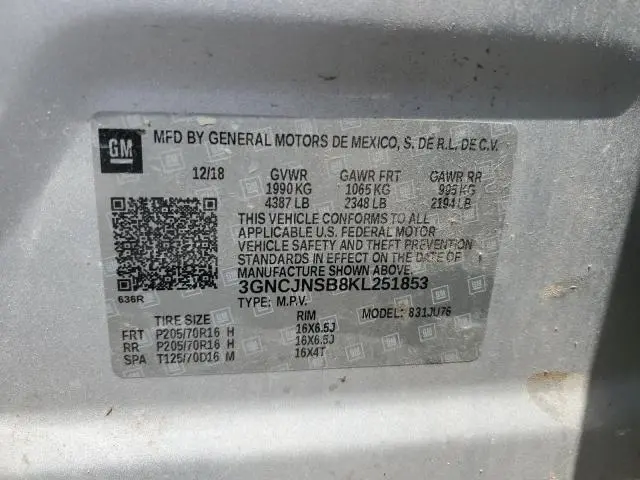 GM MFD BY GENERAL MOTORS DE MEXICO, S. DE R.L. DE C.V.
12/18 GVWR GAWR FRT GAWR RR
1990 KG 1065 KG 995 KG
4387 LB 2348 LB 2194 LB
THIS VEHICLE CONFORMS TO ALL
APPLICABLE U.S. FEDERAL MOTOR
VEHICLE SAFETY AND THEFT PREVENTION
STANDARDS IN EFFECT ON THE DATE OF
MANUFACTURE SHOWN ABOVE.
636R
3GNCJNSB8KL251853
TYPE: M.P.V. MODEL: 831JU76
TIRE SIZE RIM
FRT P205/70R16 H 16X6.5J
RR P205/70R16 H 16X6.5J
SPA T125/70D16 M 16X4T